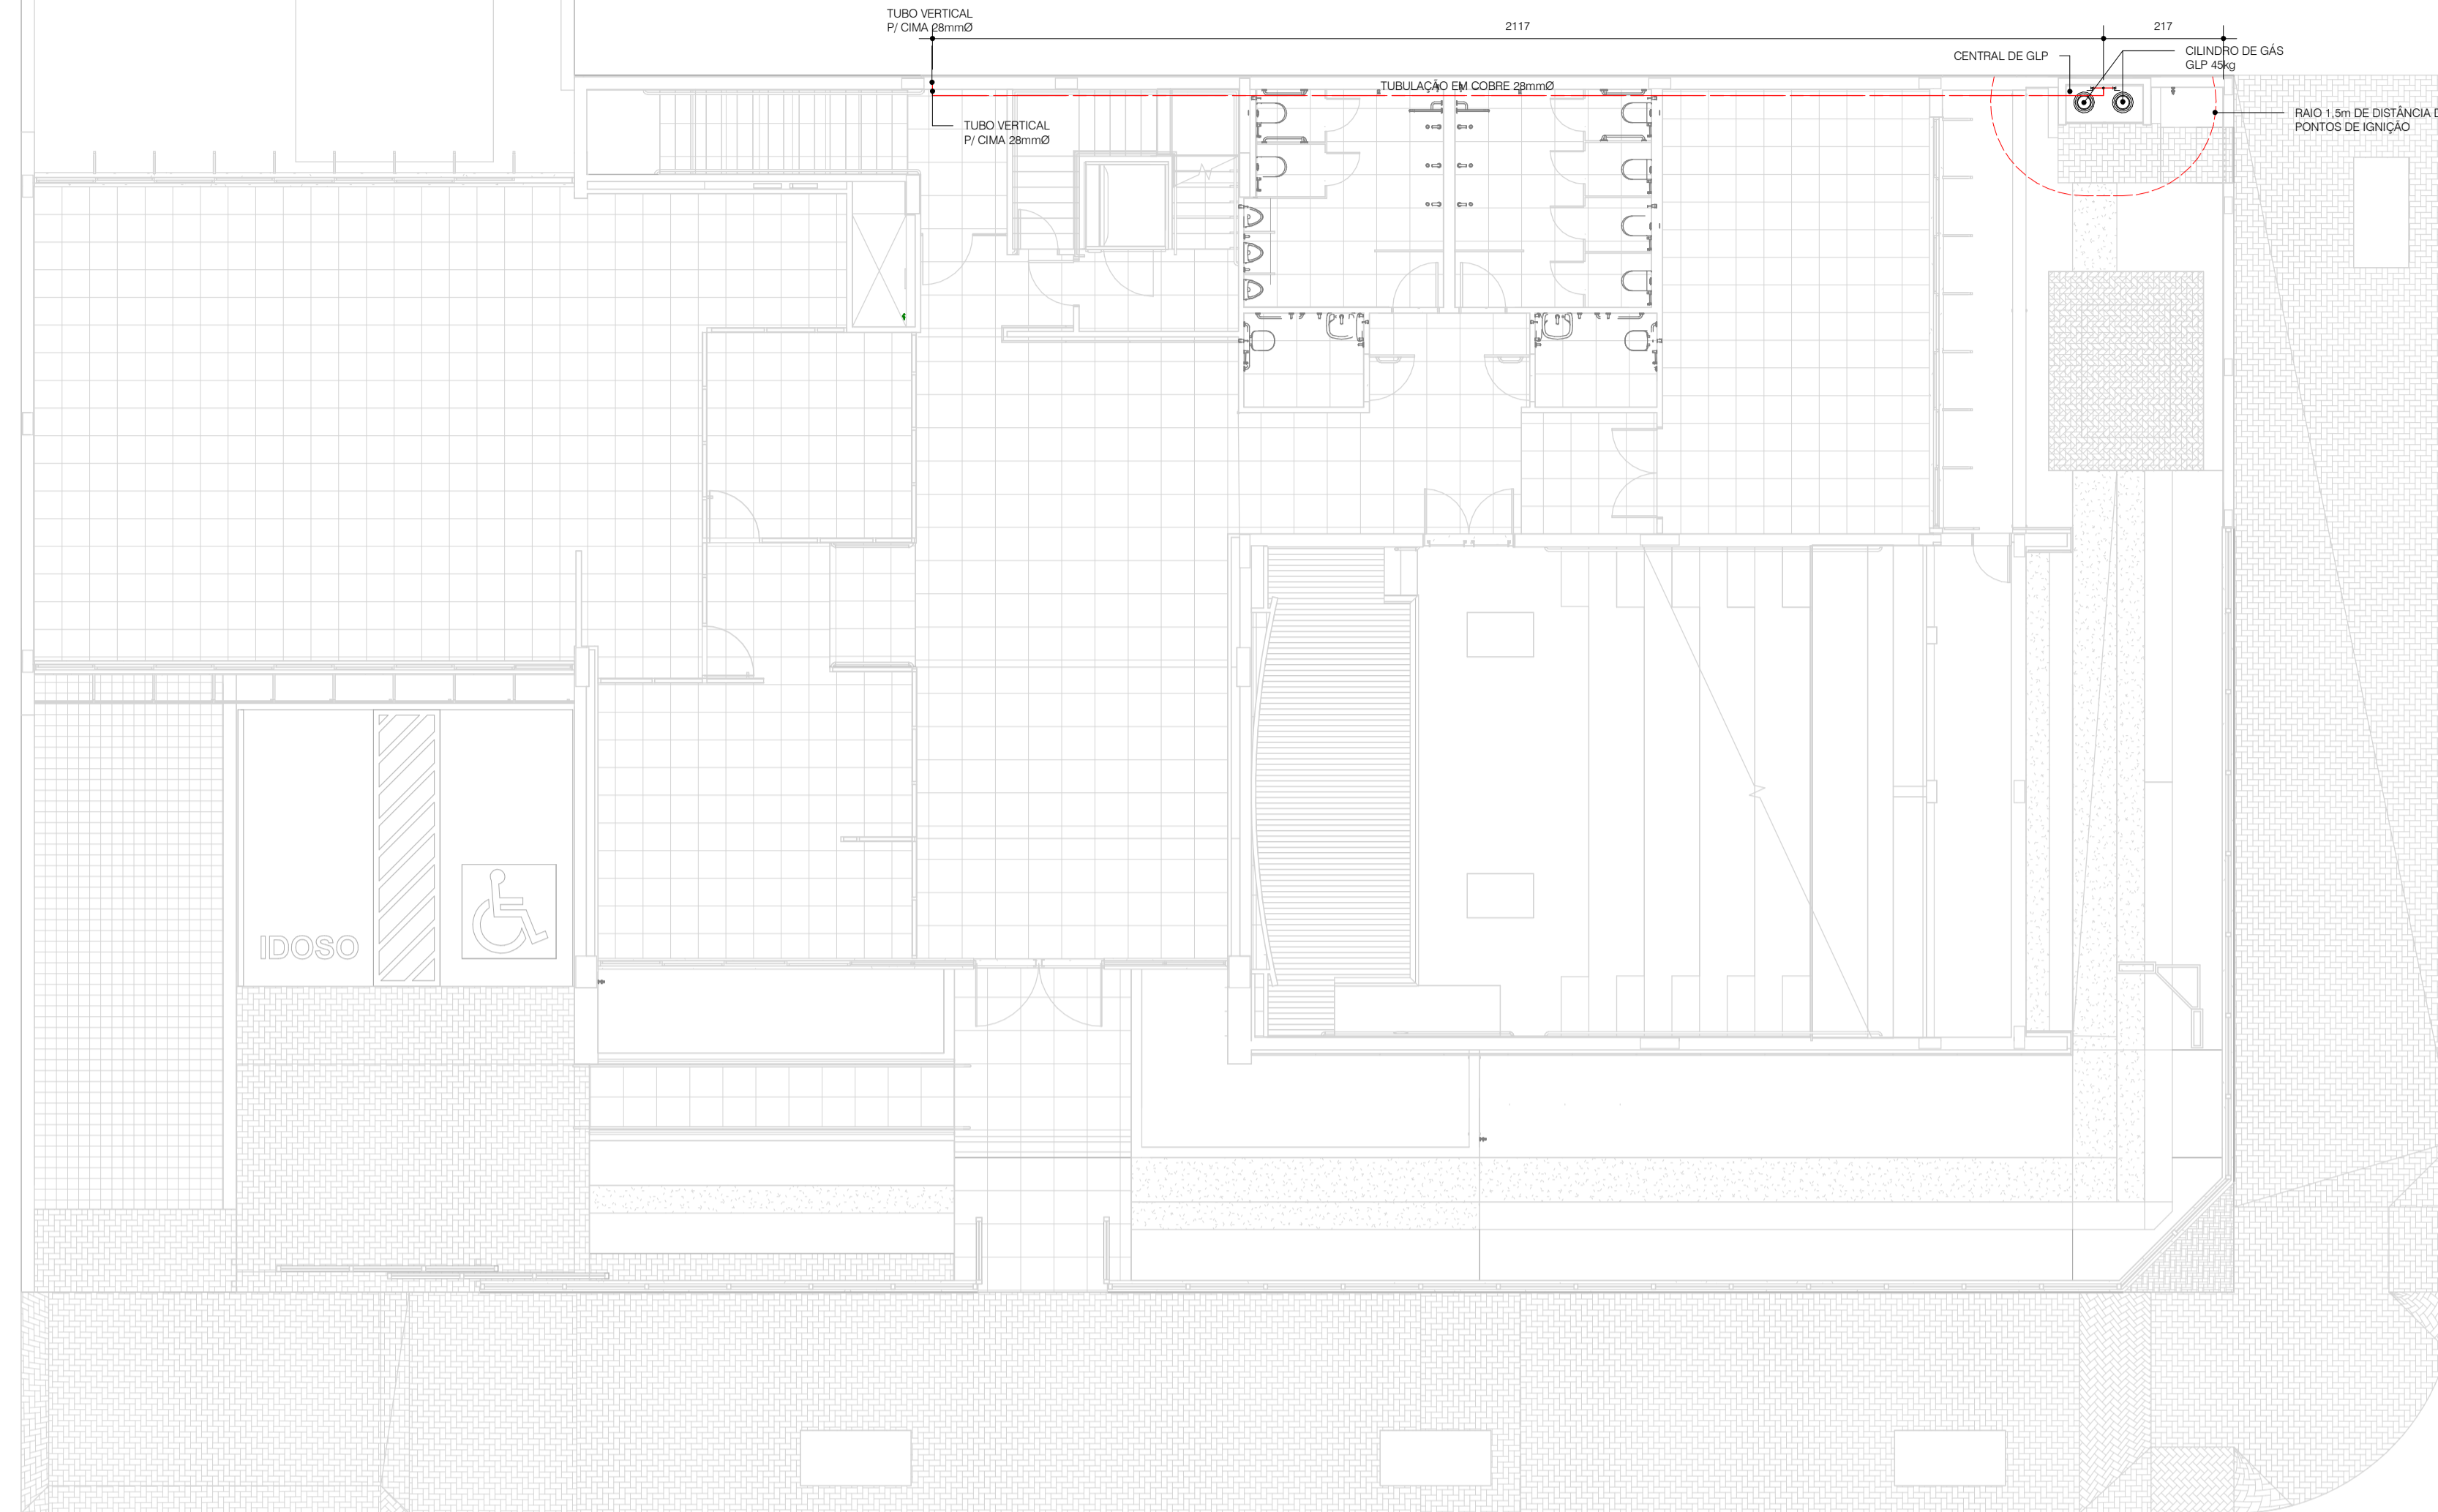 TUBO VERTICAL
P/ CIMA 28mmØ
2117
217
CENTRAL DE GLP
CILINDRO DE GÁS
GLP 45kg
TUBULAÇÃO EM COBRE 28mmØ
RAIO 1,5m DE DISTÂNCIA D
PONTOS DE IGNIÇÃO
TUBO VERTICAL
P/ CIMA 28mmØ
IDOSO